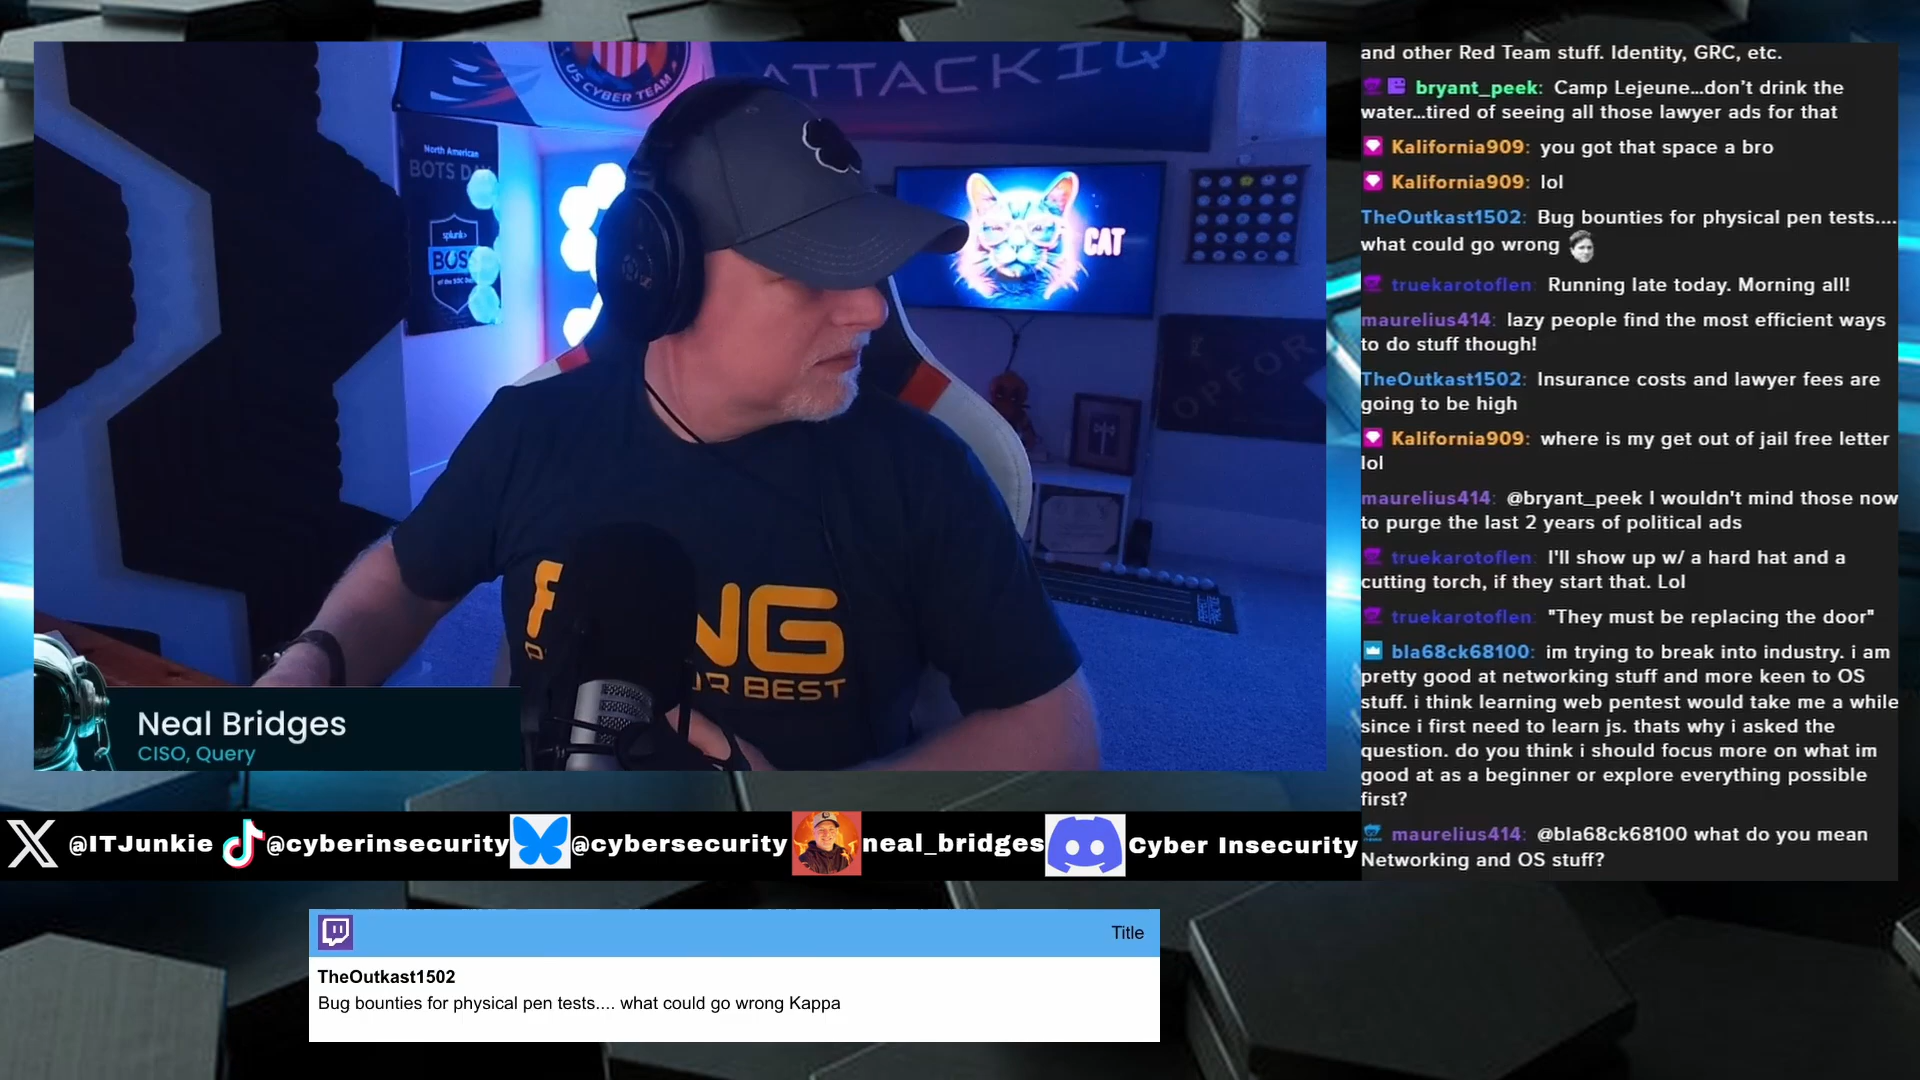 US CYBER TEAM
ATTACKIQ
North American
BOTS DAY
splunk>
BOSS
of the SOC
CAT
OPFOR
NG
R BEST
Neal Bridges
CISO, Query
and other Red Team stuff. Identity, GRC, etc.
bryant_peek: Camp Lejeune...don't drink the
water...tired of seeing all those lawyer ads for that
Kalifornia909: you got that space a bro
Kalifornia909: lol
TheOutkast1502: Bug bounties for physical pen tests....
what could go wrong
truekarotoflen: Running late today. Morning all!
maurelius414: lazy people find the most efficient ways
to do stuff though!
TheOutkast1502: Insurance costs and lawyer fees are
going to be high
Kalifornia909: where is my get out of jail free letter
lol
maurelius414: @bryant_peek I wouldn't mind those now
to purge the last 2 years of political ads
truekarotoflen: I'll show up w/ a hard hat and a
cutting torch, if they start that. Lol
truekarotoflen: "They must be replacing the door"
bla68ck68100: im trying to break into industry. i am
pretty good at networking stuff and more keen to OS
stuff. i think learning web pentest would take me a while
since i first need to learn js. thats why i asked the
question. do you think i should focus more on what im
good at as a beginner or explore everything possible
first?
maurelius414: @bla68ck68100 what do you mean
Networking and OS stuff?
@ITJunkie @cyberinsecurity @cybersecurity neal_bridges Cyber Insecurity
Title
TheOutkast1502
Bug bounties for physical pen tests.... what could go wrong Kappa